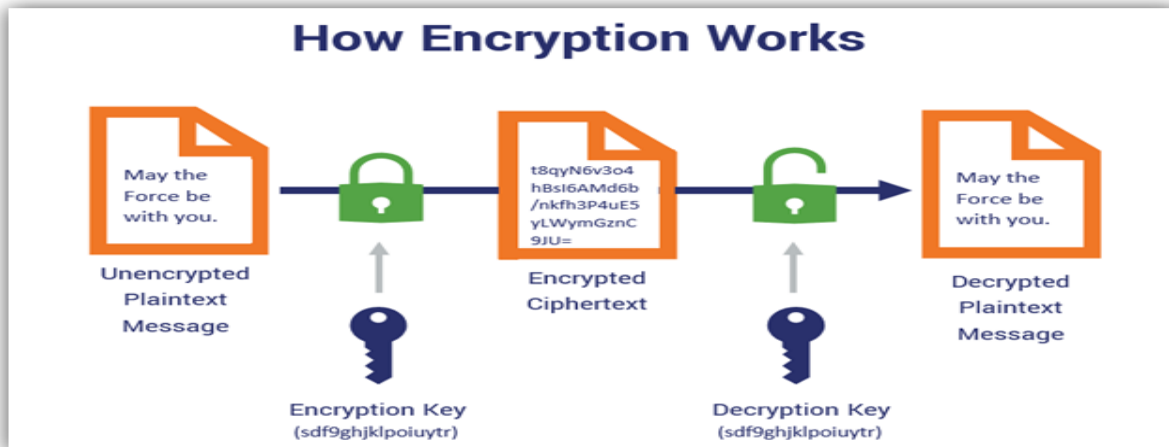 How Encryption Works
May the
Force be
with you.
t8qyN6v3o4
hBsI6AMd6b
/nkfh3P4uE5
yLWymGznC
9JU=
May the
Force be
with you.
Unencrypted
Plaintext
Message
Encrypted
Ciphertext
Decrypted
Plaintext
Message
Encryption Key
(sdf9ghjklpoiuytr)
Decryption Key
(sdf9ghjklpoiuytr)